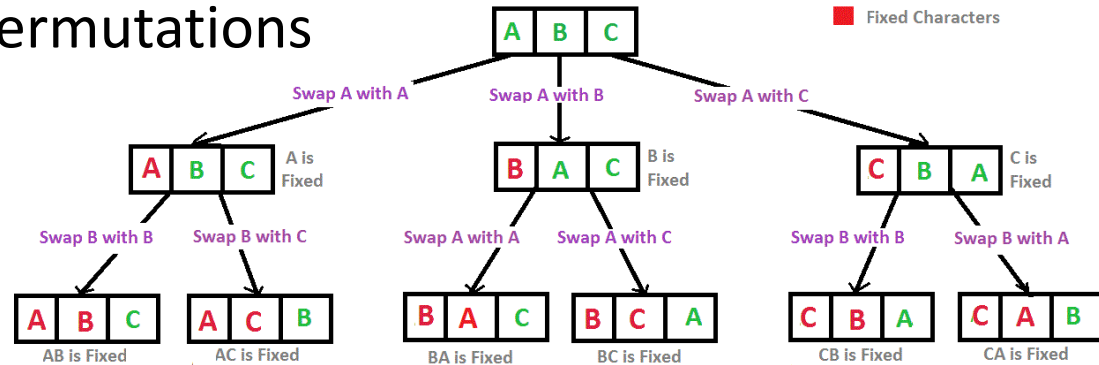 ermutations
A B C
Fixed Characters
Swap A with A
Swap A with B
Swap A with C
A B C
A is
Fixed
B A C
B is
Fixed
C B A
C is
Fixed
Swap B with B
Swap B with C
Swap A with A
Swap A with C
Swap B with B
Swap B with A
A B C
A C B
B A C
B C A
C B A
C A B
AB is Fixed
AC is Fixed
BA is Fixed
BC is Fixed
CB is Fixed
CA is Fixed